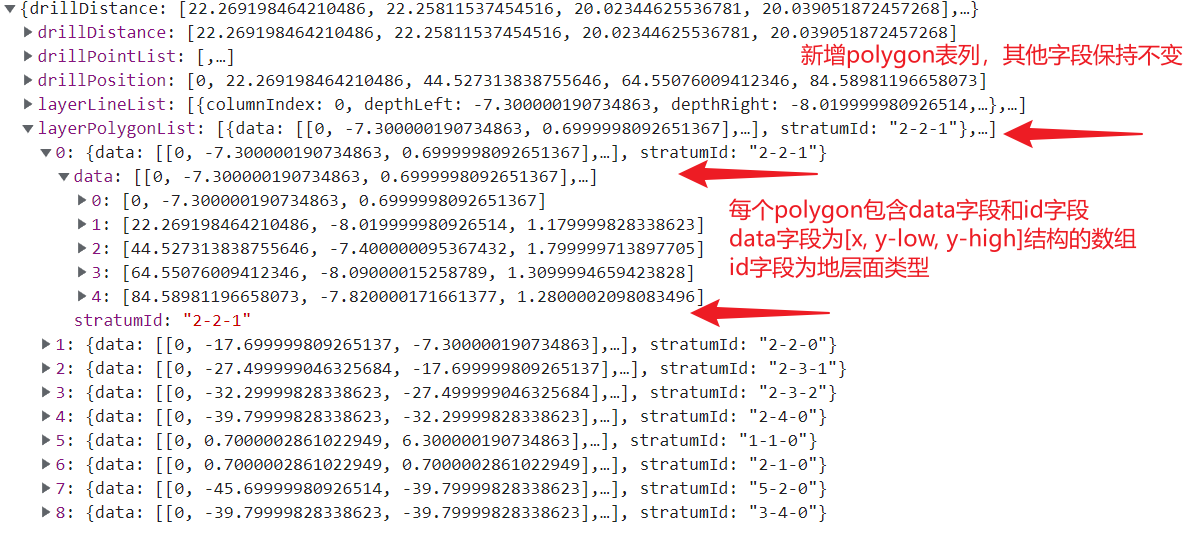 {drillDistance: [22.269198464210486, 22.25811537454516, 20.02344625536781, 20.039051872457268],…}
drillDistance: [22.269198464210486, 22.25811537454516, 20.02344625536781, 20.039051872457268]
drillPointList: [,…]
新增polygon表列，其他字段保持不变
drillPosition: [0, 22.269198464210486, 44.527313838755646, 64.55076009412346, 84.58981196658073]
layerLineList: [{columnIndex: 0, depthLeft: -7.300000190734863, depthRight: -8.019999980926514,…},…]
layerPolygonList: [{data: [[0, -7.300000190734863, 0.6999998092651367],…], stratumId: "2-2-1"},…]
0: {data: [[0, -7.300000190734863, 0.6999998092651367],…], stratumId: "2-2-1"}
data: [[0, -7.300000190734863, 0.6999998092651367],…]
0: [0, -7.300000190734863, 0.6999998092651367]
1: [22.269198464210486, -8.019999980926514, 1.179999828338623]
2: [44.527313838755646, -7.400000095367432, 1.799999713897705]
3: [64.55076009412346, -8.09000015258789, 1.3099994659423828]
4: [84.58981196658073, -7.820000171661377, 1.2800002098083496]
每个polygon包含data字段和id字段
data字段为[x, y-low, y-high]结构的数组
id字段为地层面类型
stratumId: "2-2-1"
1: {data: [[0, -17.699999809265137, -7.300000190734863],…], stratumId: "2-2-0"}
2: {data: [[0, -27.499999046325684, -17.699999809265137],…], stratumId: "2-3-1"}
3: {data: [[0, -32.29999828338623, -27.499999046325684],…], stratumId: "2-3-2"}
4: {data: [[0, -39.79999828338623, -32.29999828338623],…], stratumId: "2-4-0"}
5: {data: [[0, 0.7000002861022949, 6.300000190734863],…], stratumId: "1-1-0"}
6: {data: [[0, 0.7000002861022949, 0.7000002861022949],…], stratumId: "2-1-0"}
7: {data: [[0, -45.69999980926514, -39.79999828338623],…], stratumId: "5-2-0"}
8: {data: [[0, -39.79999828338623, -39.79999828338623],…], stratumId: "3-4-0"}